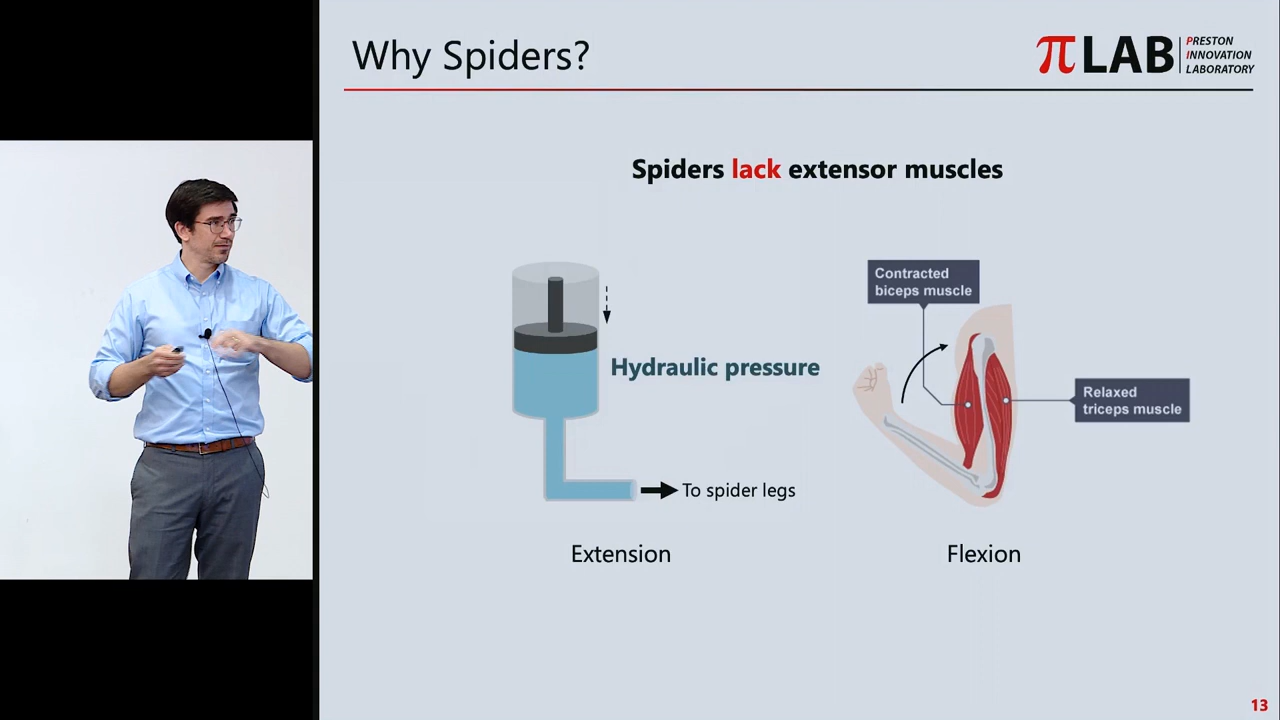 Why Spiders?
πLAB
PRESTON
INNOVATION
LABORATORY
Spiders lack extensor muscles
Contracted
biceps muscle
Hydraulic pressure
Relaxed
triceps muscle
To spider legs
Extension
Flexion
13